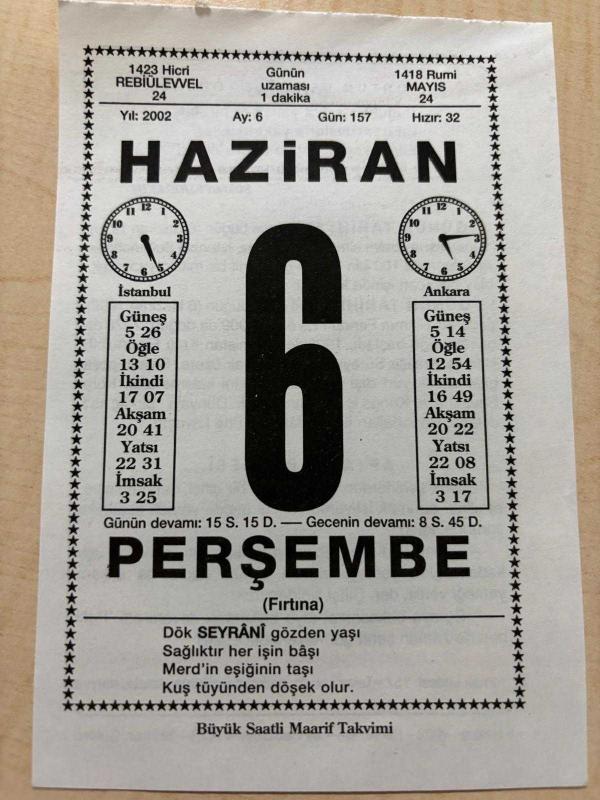 1423 Hicri
REBİÜLEVVEL
24
Günün
uzaması
1 dakika
1418 Rumi
MAYIS
24
Yıl: 2002 Ay: 6 Gün: 157 Hızır: 32
HAZİRAN
6
İstanbul
Güneş
5 26
Öğle
13 10
İkindi
17 07
Akşam
20 41
Yatsı
22 31
İmsak
3 25
Ankara
Güneş
5 14
Öğle
12 54
İkindi
16 49
Akşam
20 22
Yatsı
22 08
İmsak
3 17
Günün devamı: 15 S. 15 D. — Gecenin devamı: 8 S. 45 D.
PERŞEMBE
(Fırtına)
Dök SEYRÂNÎ gözden yaşı
Sağlıktır her işin bâşı
Merd'in eşiğinin taşı
Kuş tüyünden döşek olur.
Büyük Saatli Maarif Takvimi